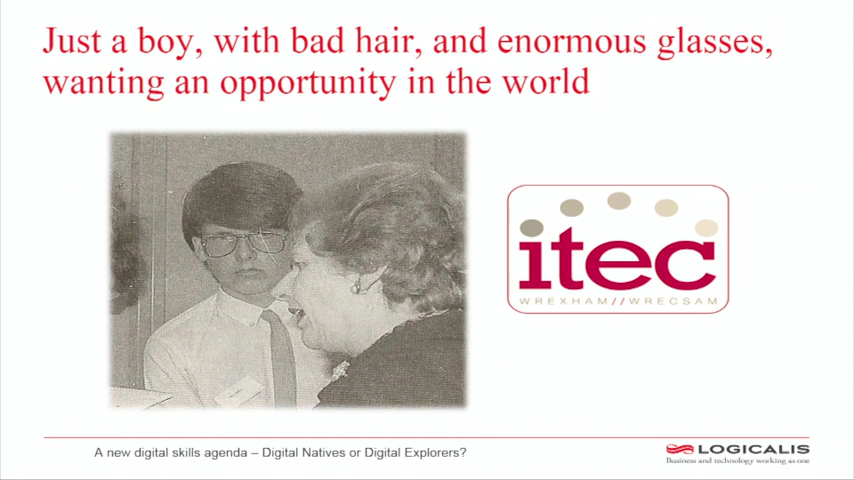 Just a boy, with bad hair, and enormous glasses,
wanting an opportunity in the world
itec
WREXHAM//WRECSAM
A new digital skills agenda – Digital Natives or Digital Explorers?
LOGICALIS
Business and technology working as one